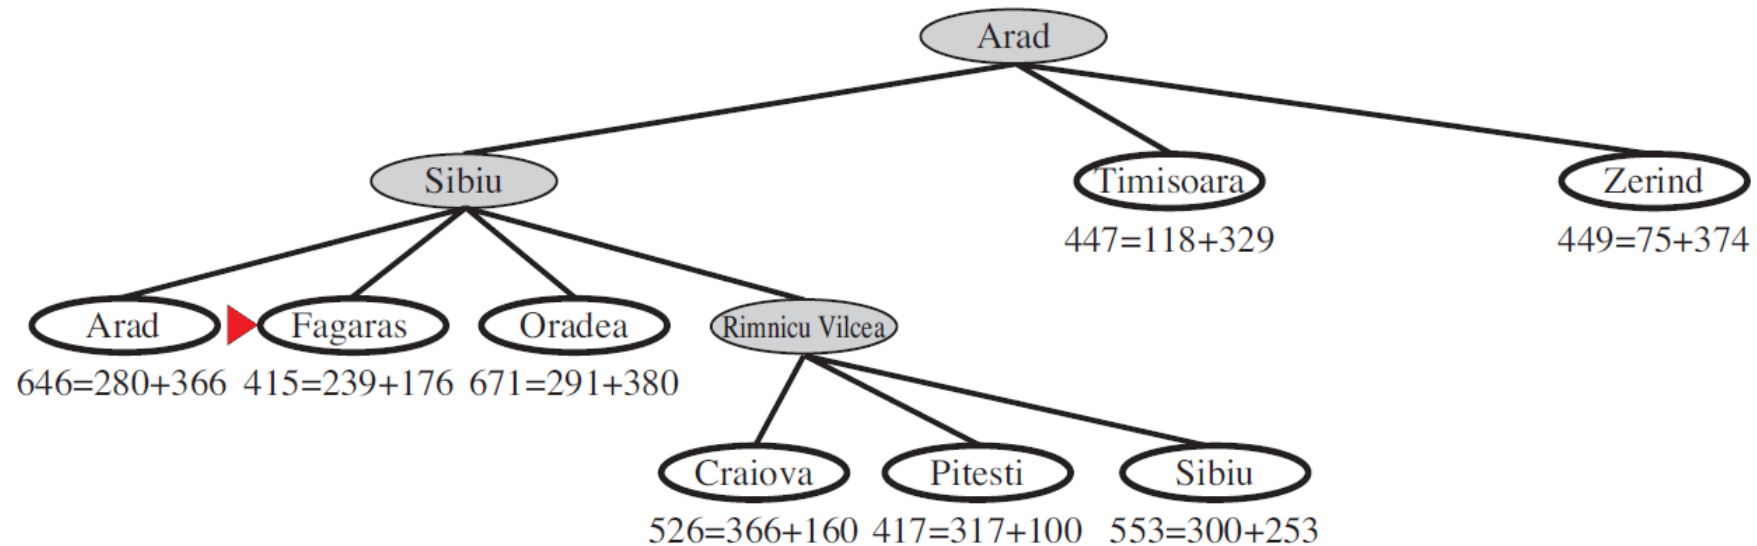 Arad
Sibiu
Timisoara
Zerind
447=118+329
449=75+374
Arad
Fagaras
Oradea
Rimnicu Vilcea
646=280+366
415=239+176
671=291+380
Craiova
Pitesti
Sibiu
526=366+160
417=317+100
553=300+253